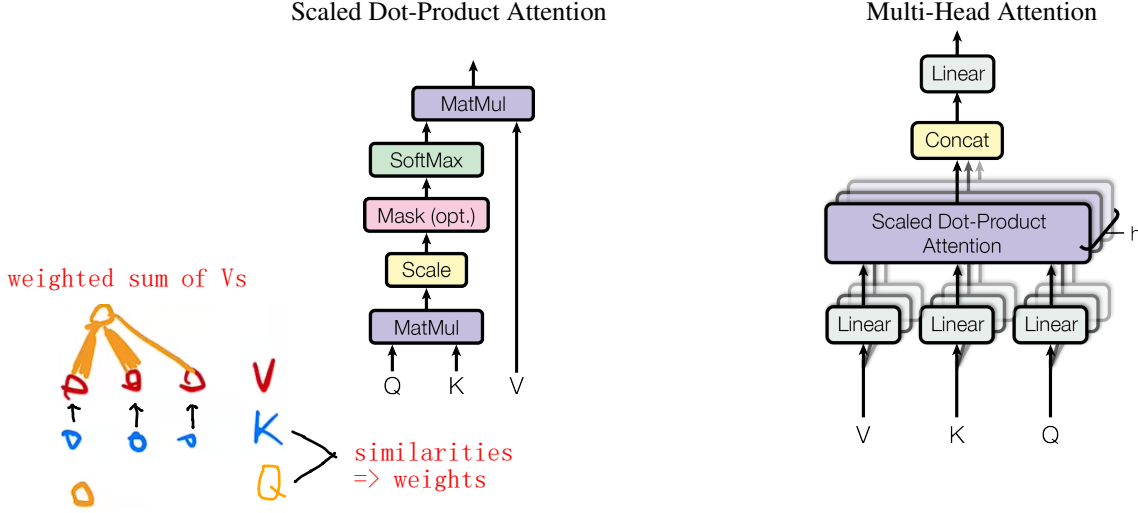 Scaled Dot-Product Attention
MatMul
SoftMax
Mask (opt.)
Scale
MatMul
Q K V
weighted sum of Vs
V
K
Q
similarities
=> weights
Multi-Head Attention
Linear
Concat
Scaled Dot-Product
Attention
h
Linear Linear Linear
V K Q